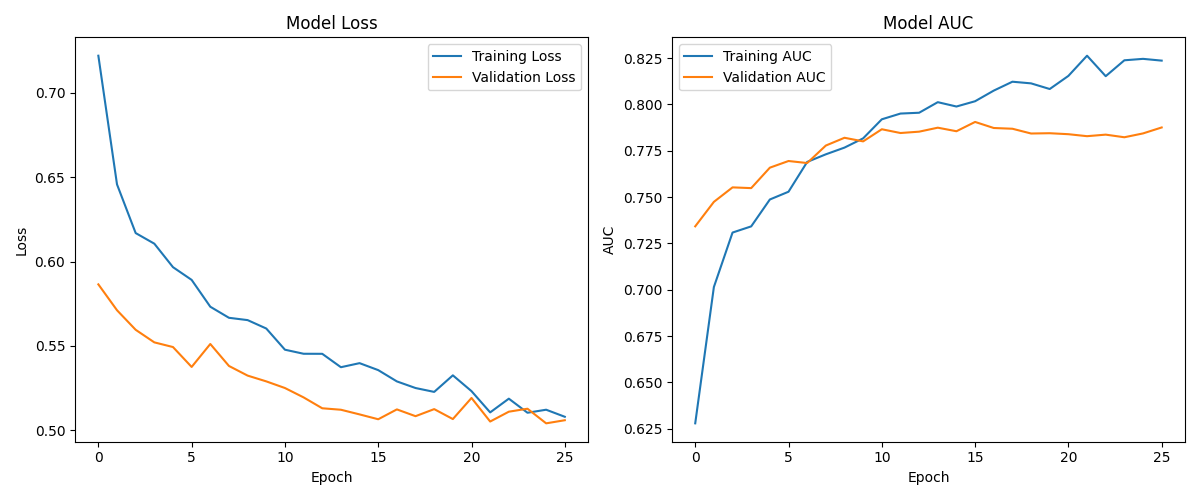 Model Loss
Training Loss
Validation Loss
Loss
0.70
0.65
0.60
0.55
0.50
0 5 10 15 20 25
Epoch
Model AUC
Training AUC
Validation AUC
AUC
0.825
0.800
0.775
0.750
0.725
0.700
0.675
0.650
0.625
0 5 10 15 20 25
Epoch